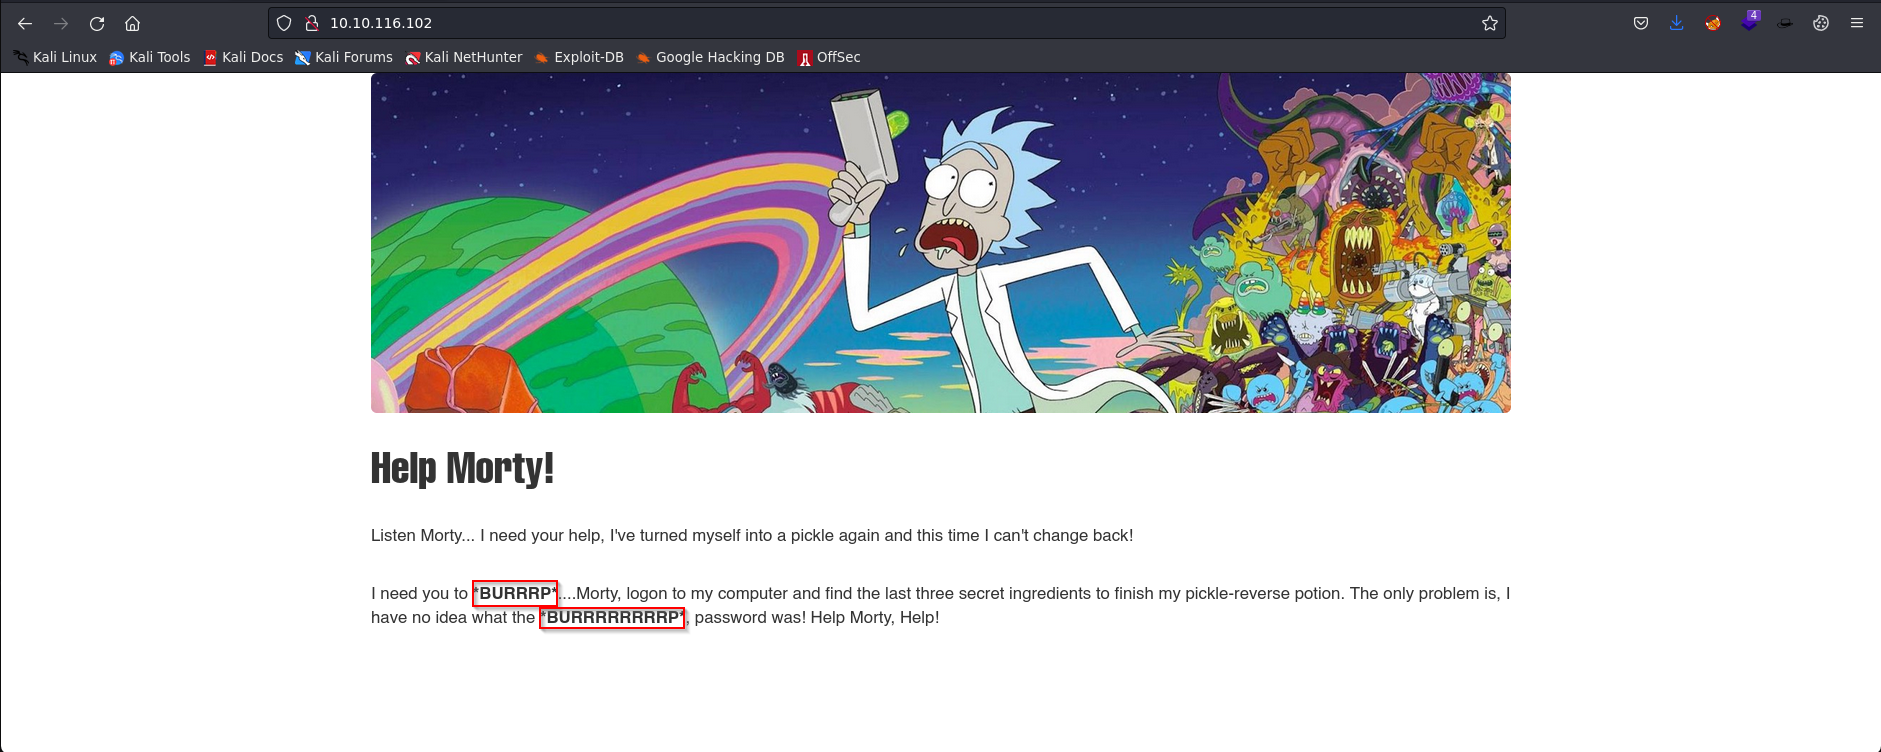 10.10.116.102
4
Kali Linux Kali Tools Kali Docs Kali Forums Kali NetHunter Exploit-DB Google Hacking DB OffSec
Help Morty!
Listen Morty... I need your help, I've turned myself into a pickle again and this time I can't change back!
I need you to *BURRRP*....Morty, logon to my computer and find the last three secret ingredients to finish my pickle-reverse potion. The only problem is, I
have no idea what the *BURRRRRRRRP*, password was! Help Morty, Help!